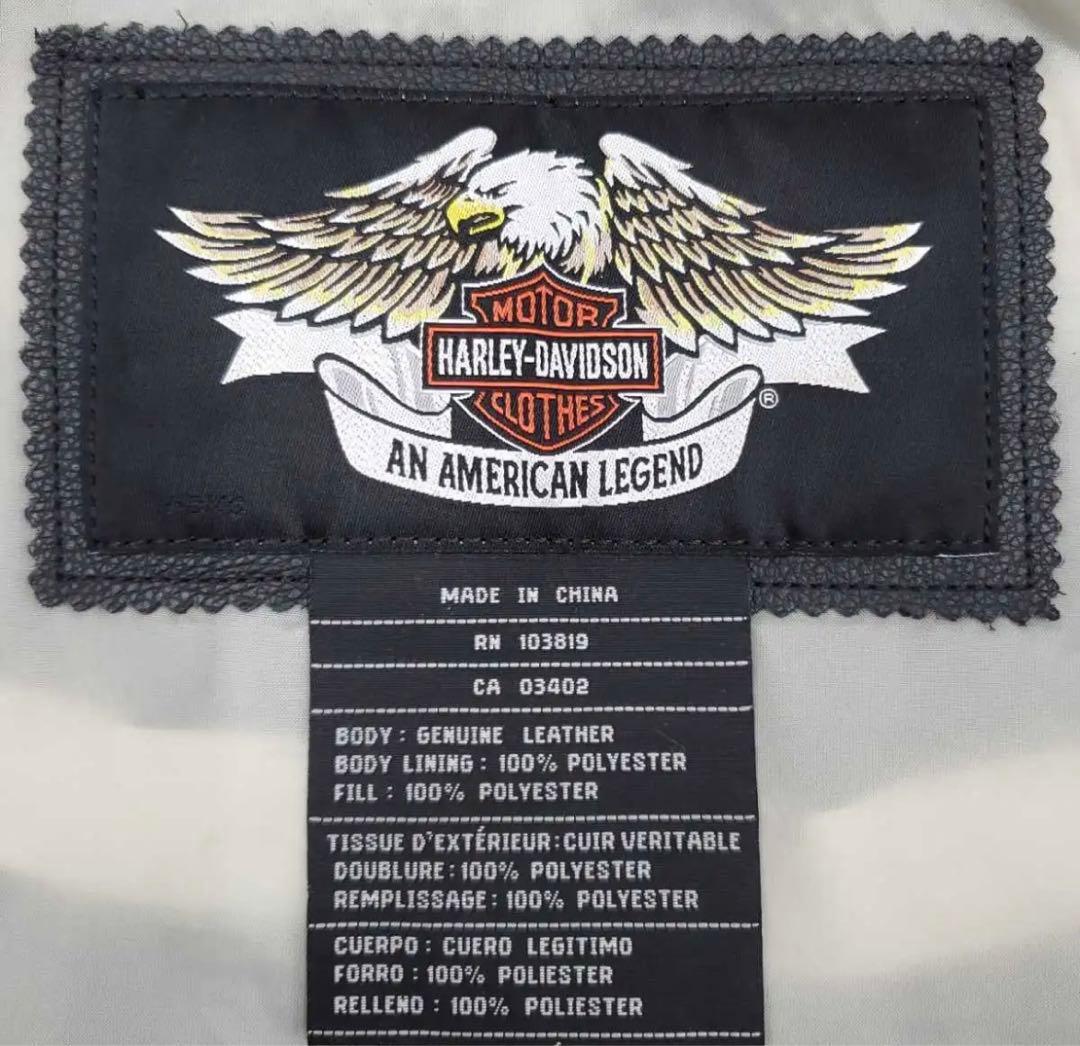 MOTOR
HARLEY-DAVIDSON
CLOTHES
®
AN AMERICAN LEGEND
MADE IN CHINA
RN 103819
CA 03402
BODY: GENUINE LEATHER
BODY LINING: 100% POLYESTER
FILL: 100% POLYESTER
TISSUE D'EXTÉRIEUR:CUIR VERITABLE
DOUBLURE:100% POLYESTER
REMPLISSAGE: 100% POLYESTER
CUERPO: CUERO LEGITIMO
FORRO: 100% POLIESTER
RELLENO: 100% POLIESTER